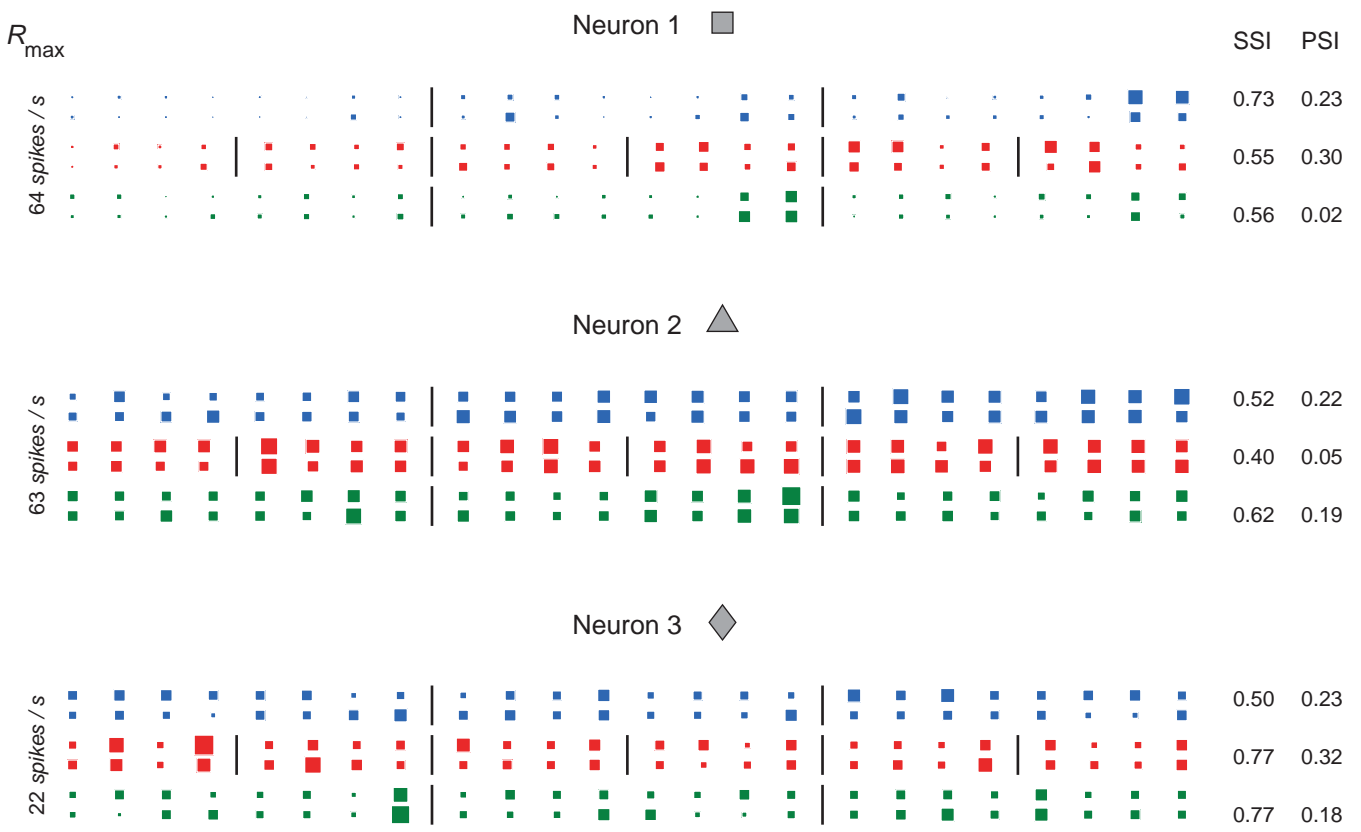 Neuron 1
Rmax
SSI PSI
64 spikes / s
0.73 0.23
0.55 0.30
0.56 0.02
Neuron 2
63 spikes / s
0.52 0.22
0.40 0.05
0.62 0.19
Neuron 3
22 spikes / s
0.50 0.23
0.77 0.32
0.77 0.18